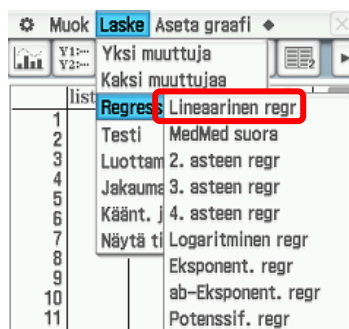 Muok Laske Aseta graafi
Y1:...
Y2:...
Yksi muuttuja
Kaksi muuttujaa
list
Regress
Lineaarinen regr
Testi
MedMed suora
Luottam
2. asteen regr
Jakauma
3. asteen regr
Käänt. j
4. asteen regr
Näytä ti
Logaritminen regr
Eksponent. regr
ab-Eksponent. regr
Potenssif. regr
1
2
3
4
5
6
7
8
9
10
11
2